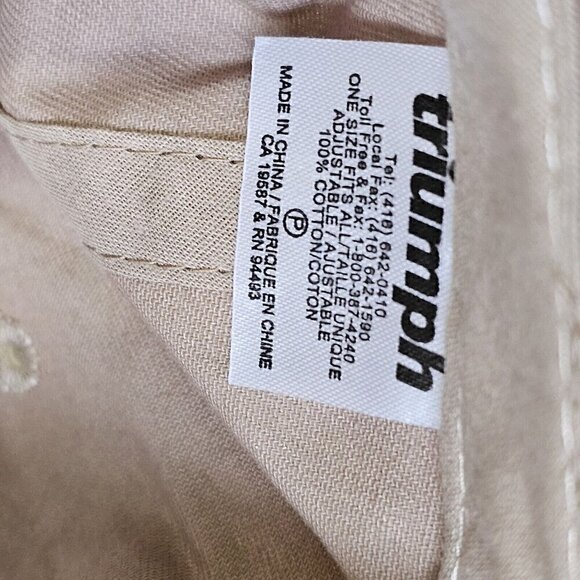 triumph
Tel: (416) 642-0410
Local Fax: (416) 642-1590
Toll Free & Fax: 1-800-387-4240
ONE SIZE FITS ALL/TAILLE UNIQUE
ADJUSTABLE / AJUSTABLE
100% COTTON/COTON
P
MADE IN CHINA / FABRIQUE EN CHINE
CA 19587 & RN 94493